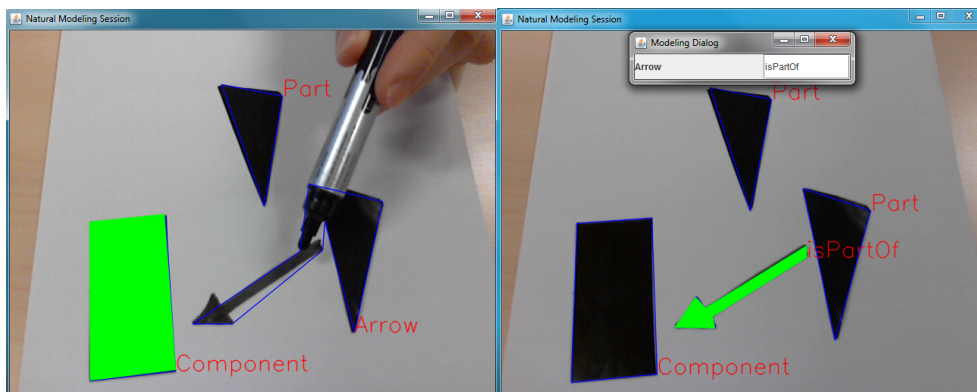 Natural Modeling Session
Part
Arrow
Component
Natural Modeling Session
Modeling Dialog
Arrow isPartOf
Part
Part
isPartOf
Component